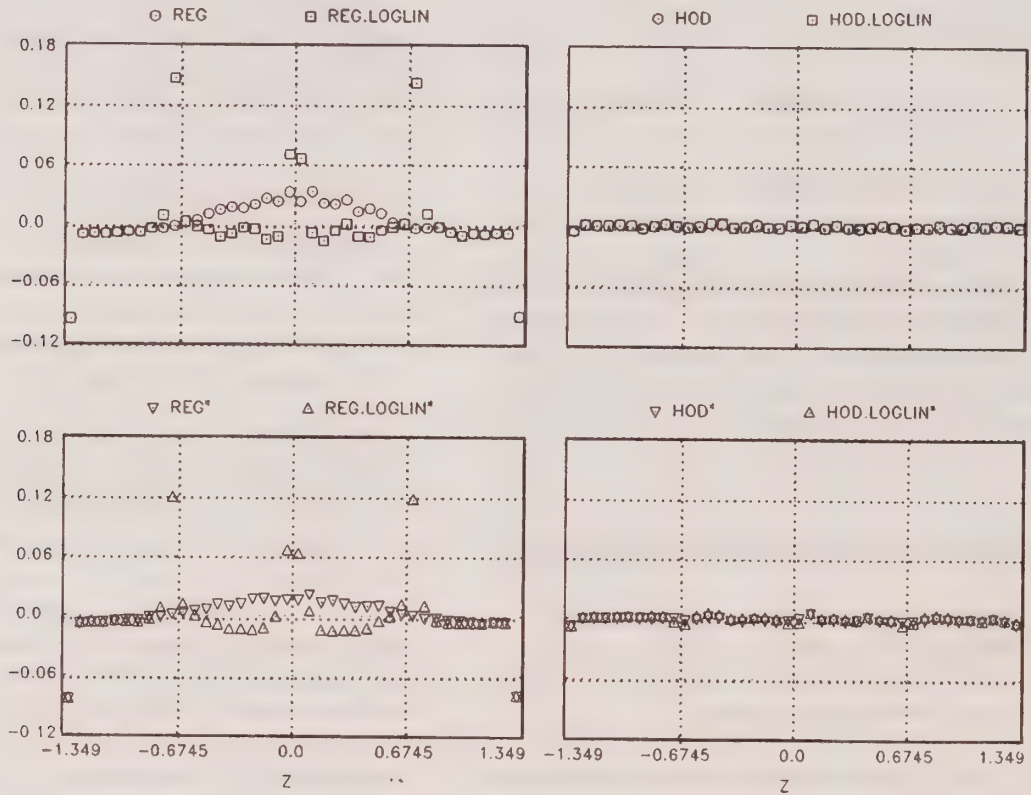 ⊙ REG ⊡ REG.LOGLIN
⊙ HOD ⊡ HOD.LOGLIN
0.18
0.12
0.06
0.0
-0.06
-0.12
▽ REG* △ REG.LOGLIN*
▽ HOD* △ HOD.LOGLIN*
0.18
0.12
0.06
0.0
-0.06
-0.12
-1.349 -0.6745 0.0 0.6745 1.349
-1.349 -0.6745 0.0 0.6745 1.349
Z
Z